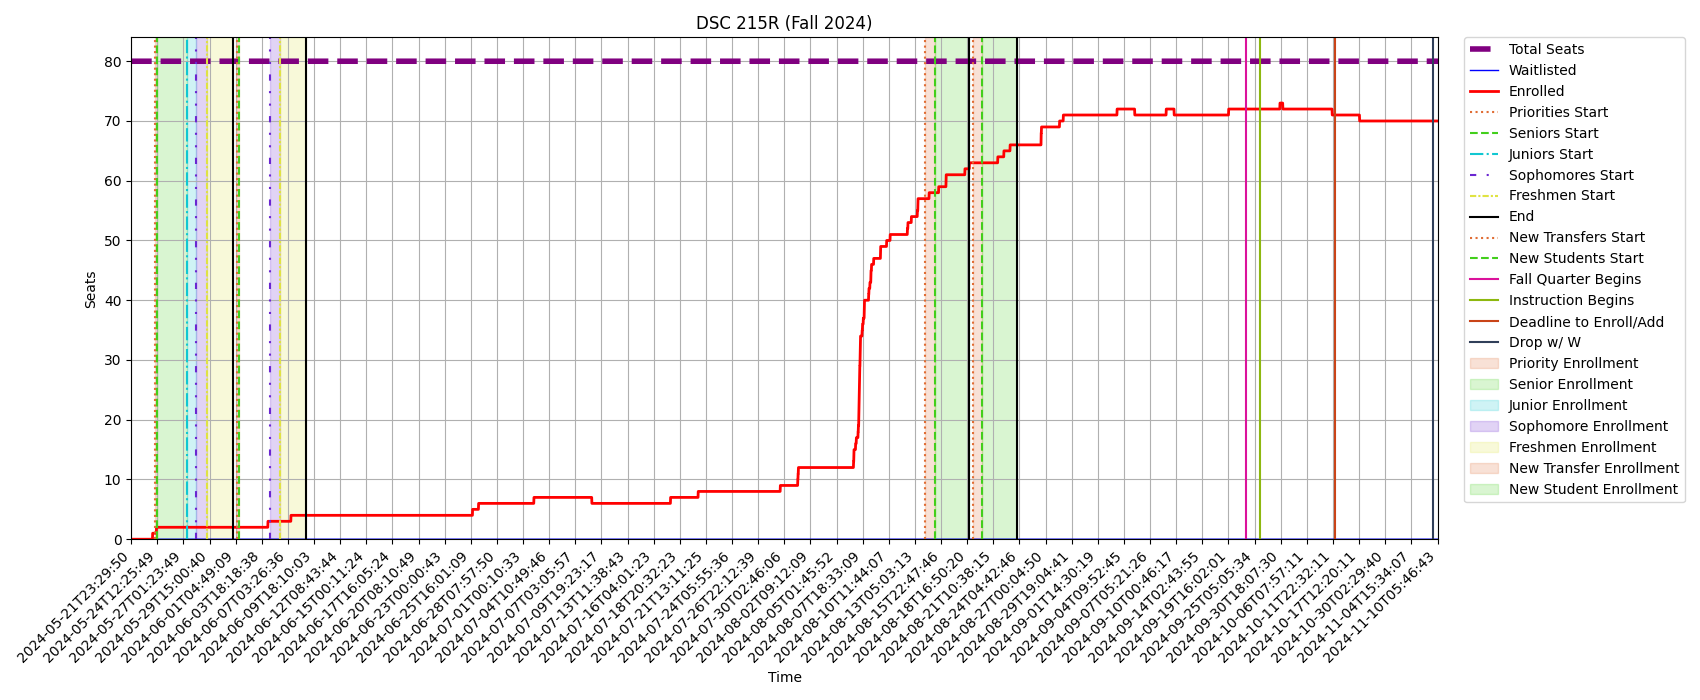 DSC 215R (Fall 2024)
Seats
80
70
60
50
40
30
20
10
0
2024-05-21T23:29:50
2024-05-24T12:25:49
2024-05-27T01:23:49
2024-05-29T15:00:40
2024-06-01T04:49:09
2024-06-03T18:18:38
2024-06-07T03:26:36
2024-06-09T18:10:03
2024-06-12T08:43:44
2024-06-15T00:11:24
2024-06-17T16:05:24
2024-06-20T08:10:49
2024-06-23T00:00:43
2024-06-25T16:01:09
2024-06-28T07:57:50
2024-07-01T00:10:33
2024-07-04T10:49:46
2024-07-07T03:05:57
2024-07-09T19:23:17
2024-07-13T11:38:43
2024-07-16T04:01:23
2024-07-18T20:32:23
2024-07-21T13:11:25
2024-07-24T05:55:36
2024-07-26T22:12:39
2024-07-30T02:46:06
2024-08-02T09:12:09
2024-08-05T01:45:52
2024-08-07T18:33:09
2024-08-10T11:44:07
2024-08-13T05:03:13
2024-08-15T22:47:46
2024-08-18T16:50:20
2024-08-21T10:38:15
2024-08-24T04:42:46
2024-08-27T00:04:50
2024-08-29T19:04:41
2024-09-01T14:30:19
2024-09-04T09:52:45
2024-09-07T05:21:26
2024-09-10T00:46:17
2024-09-14T02:43:55
2024-09-19T16:02:01
2024-09-25T05:05:34
2024-09-30T18:07:30
2024-10-06T07:57:11
2024-10-11T22:32:11
2024-10-17T12:20:11
2024-10-30T02:29:40
2024-11-04T15:34:07
2024-11-10T05:46:43
Time
Total Seats
Waitlisted
Enrolled
Priorities Start
Seniors Start
Juniors Start
Sophomores Start
Freshmen Start
End
New Transfers Start
New Students Start
Fall Quarter Begins
Instruction Begins
Deadline to Enroll/Add
Drop w/ W
Priority Enrollment
Senior Enrollment
Junior Enrollment
Sophomore Enrollment
Freshmen Enrollment
New Transfer Enrollment
New Student Enrollment